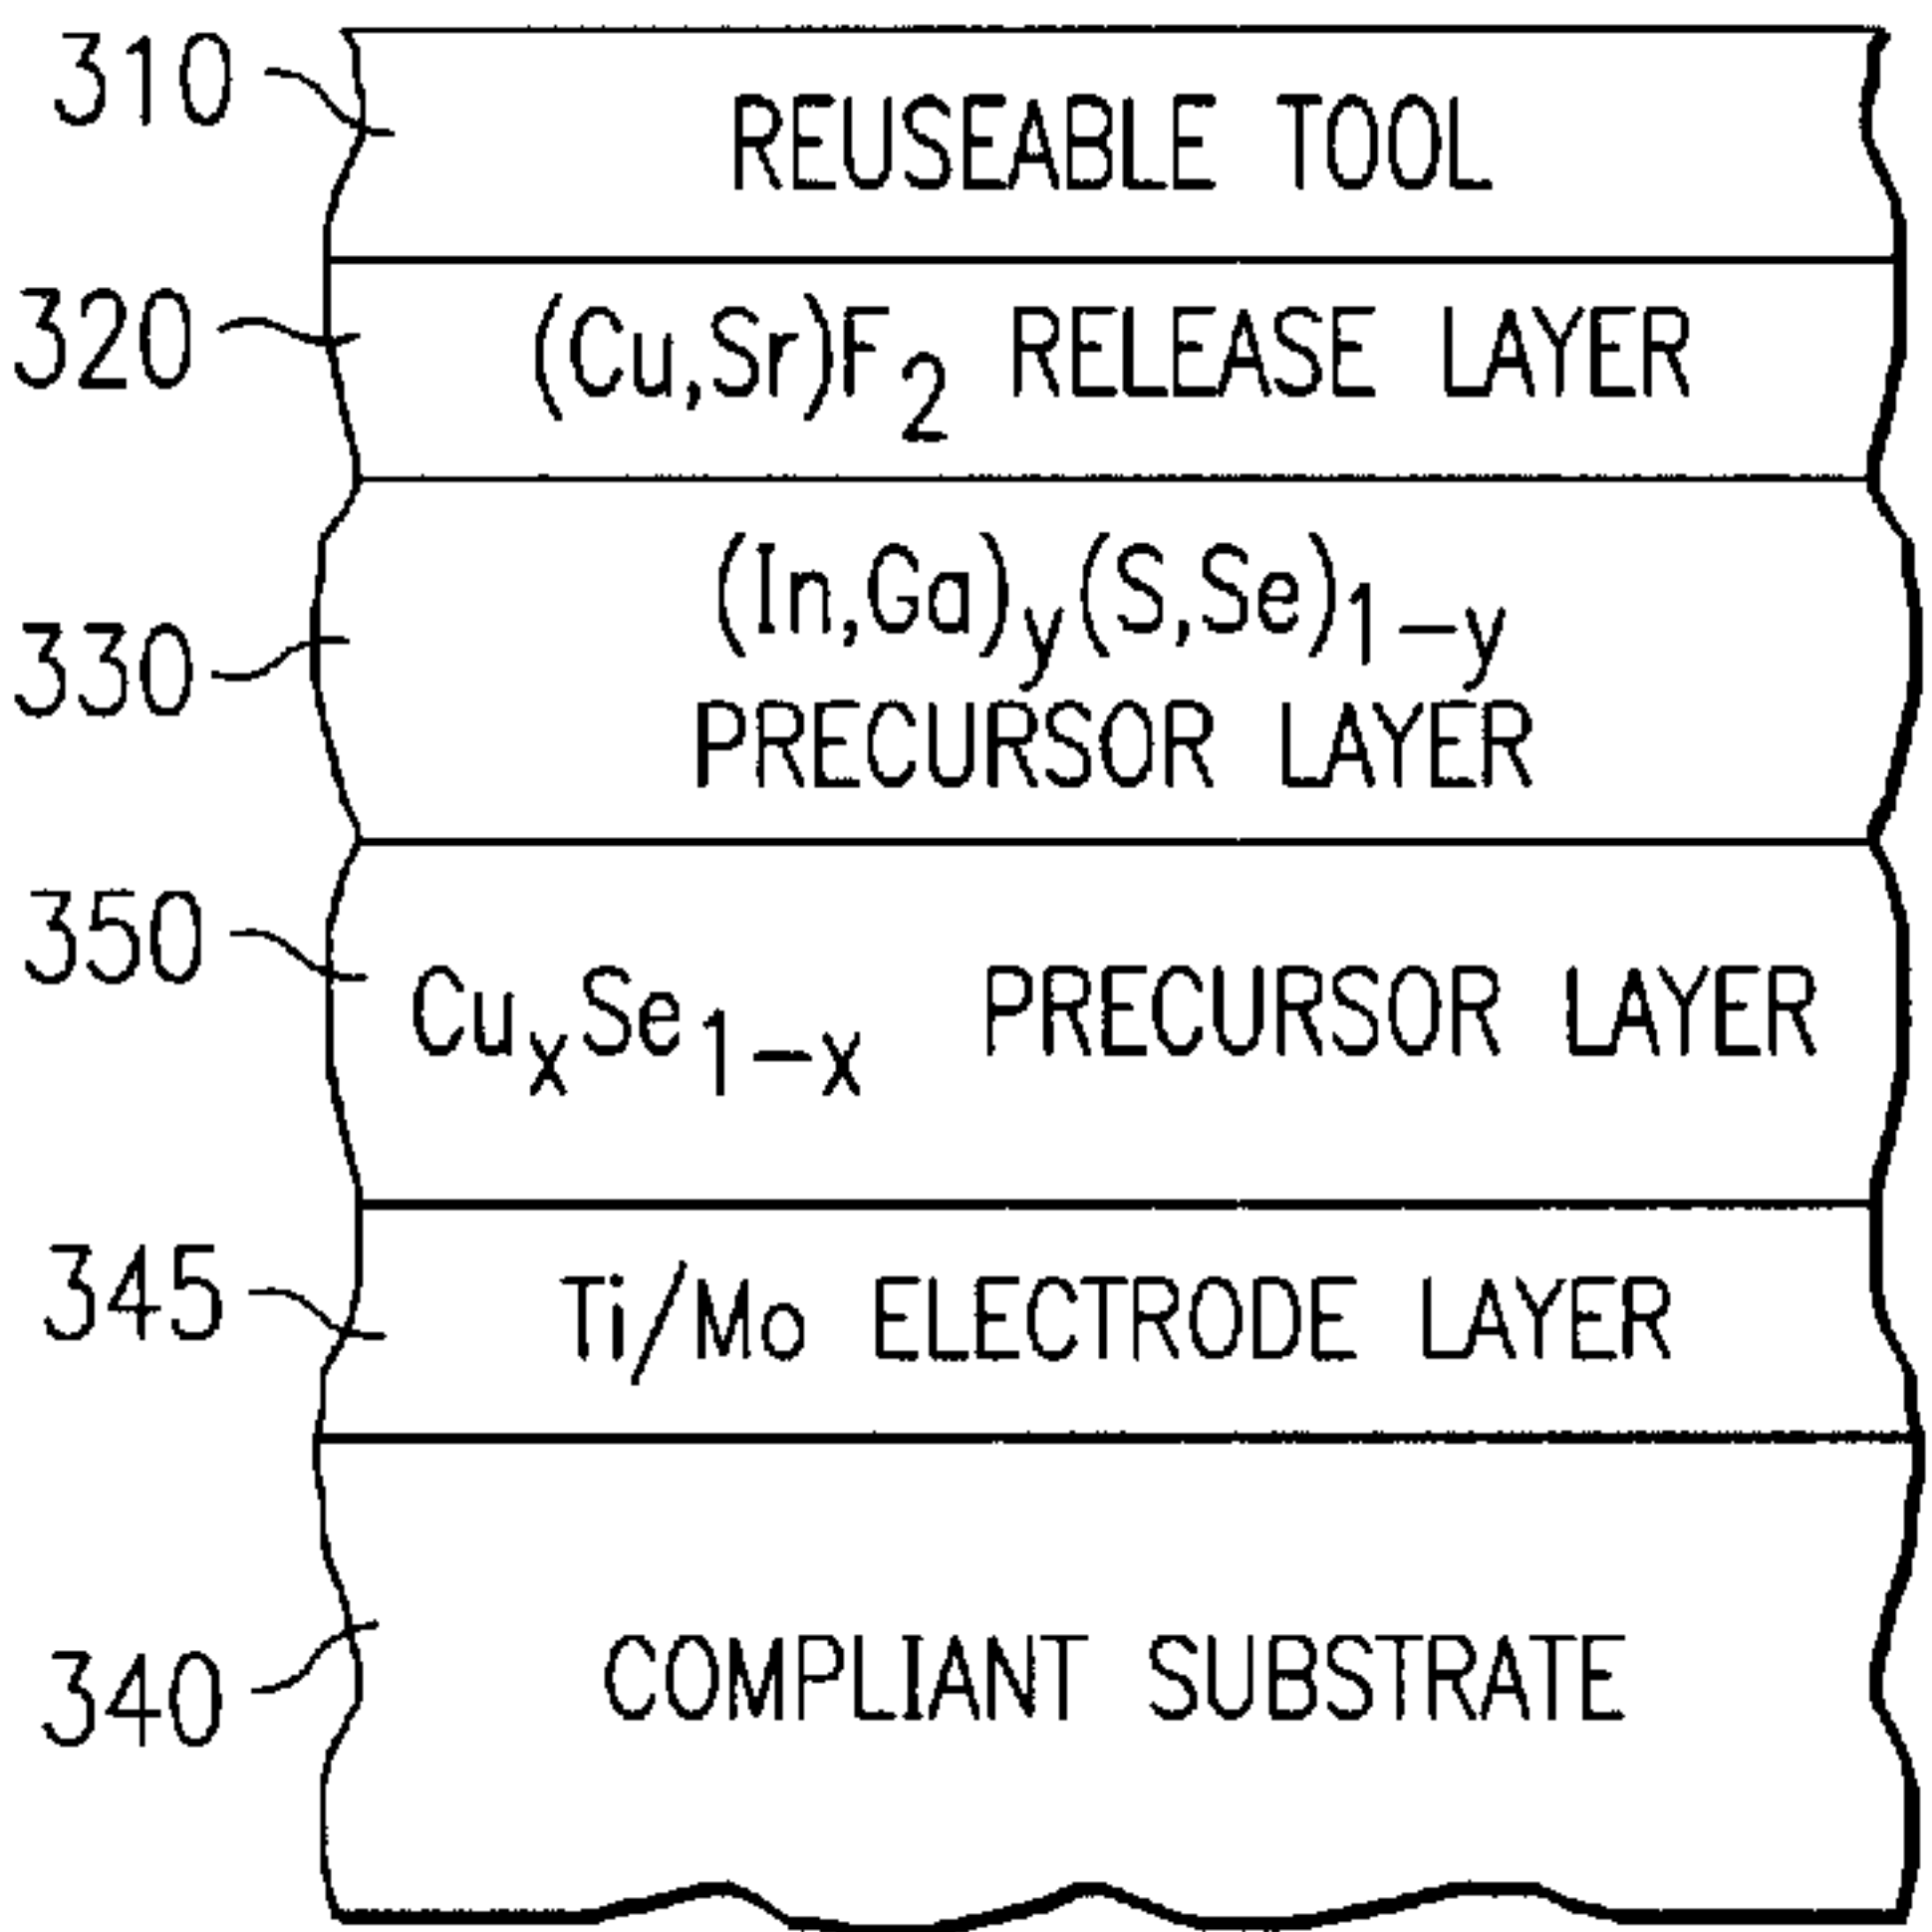 310 REUSEABLE TOOL
320 (Cu,Sr)F2 RELEASE LAYER
330 (In,Ga)y(S,Se)1-y
PRECURSOR LAYER
350 CuxSe1-x PRECURSOR LAYER
345 Ti/Mo ELECTRODE LAYER
340 COMPLIANT SUBSTRATE